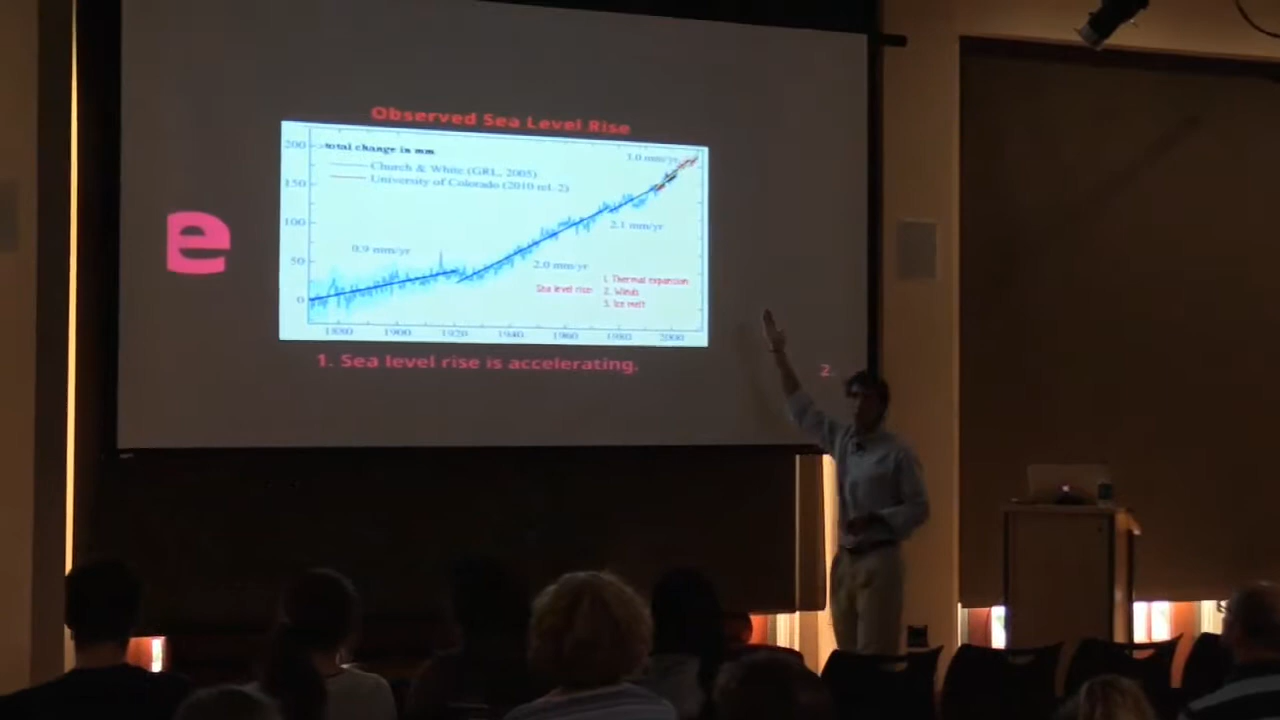 Observed Sea Level Rise
total change in mm
Church & White (GRL, 2005)
University of Colorado (2010 rel. 2)
200
150
100
50
0
0.9 mm/yr
2.0 mm/yr
2.1 mm/yr
mm/yr
Sea level rise:
1. Thermal expansion
2. Winds
3. Ice melt
1880 1900 1920 1940 1960 1980 2000
e
1. Sea level rise is accelerating.
2.